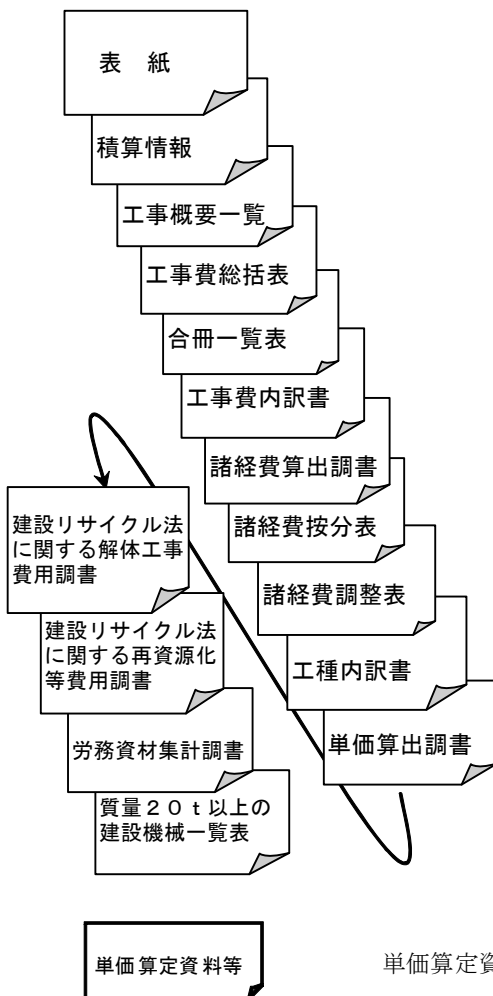 表 紙
積算情報
工事概要一覧
工事費総括表
合冊一覧表
工事費内訳書
諸経費算出調書
諸経費按分表
諸経費調整表
工種内訳書
単価算出調書
建設リサイクル法
に関する解体工事
費用調書
建設リサイクル法
に関する再資源化
等費用調書
労務資材集計調書
質量20t以上の
建設機械一覧表
単価算定資料等
単価算定資